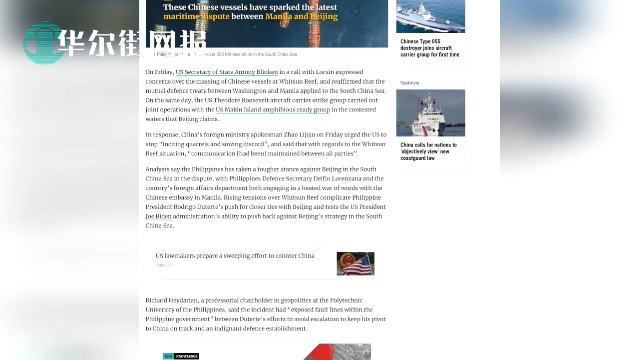 These Chinese vessels have sparked the latest
maritime dispute between Manila and Beijing
华尔街网报
over 200 Chinese ships in the South China Sea
On Friday, US Secretary of State Antony Blinken in a call with Locsin expressed
concerns over the massing of Chinese vessels at Whitsun Reef, and reaffirmed that the
mutual defence treaty between Washington and Manila applied to the South China Sea.
On the same day, the US Theodore Roosevelt aircraft carrier strike group carried out
joint operations with the US Makin Island amphibious ready group in the contested
waters that Beijing claims.
In response, China's foreign ministry spokesman Zhao Lijian on Friday urged the US to
stop "inciting quarrels and sowing discord", and said that with regards to the Whitsun
Reef situation, "communication [had been] maintained between all parties".
Analysts say the Philippines has taken a tougher stance against Beijing in the South
China Sea in the dispute, with Philippines Defence Secretary Delfin Lorenzana and the
country's foreign affairs department both engaging in a heated war of words with the
Chinese embassy in Manila. Rising tensions over Whitsun Reef complicate Philippine
President Rodrigo Duterte's push for closer ties with Beijing and tests the US President
Joe Biden administration's ability to push back against Beijing's strategy in the South
China Sea.
US lawmakers prepare a sweeping effort to counter China
Richard Heydarian, a professorial chairholder in geopolitics at the Polytechnic
University of the Philippines, said the incident had "exposed fault lines within the
Philippine government" between Duterte's efforts to avoid escalation to keep his pivot
to China on track and an indignant defence establishment.
KNOWLEDGE
Chinese Type 055
destroyer joins aircraft
carrier group for first time
Read more
China calls for nations to
'objectively view' new
coastguard law